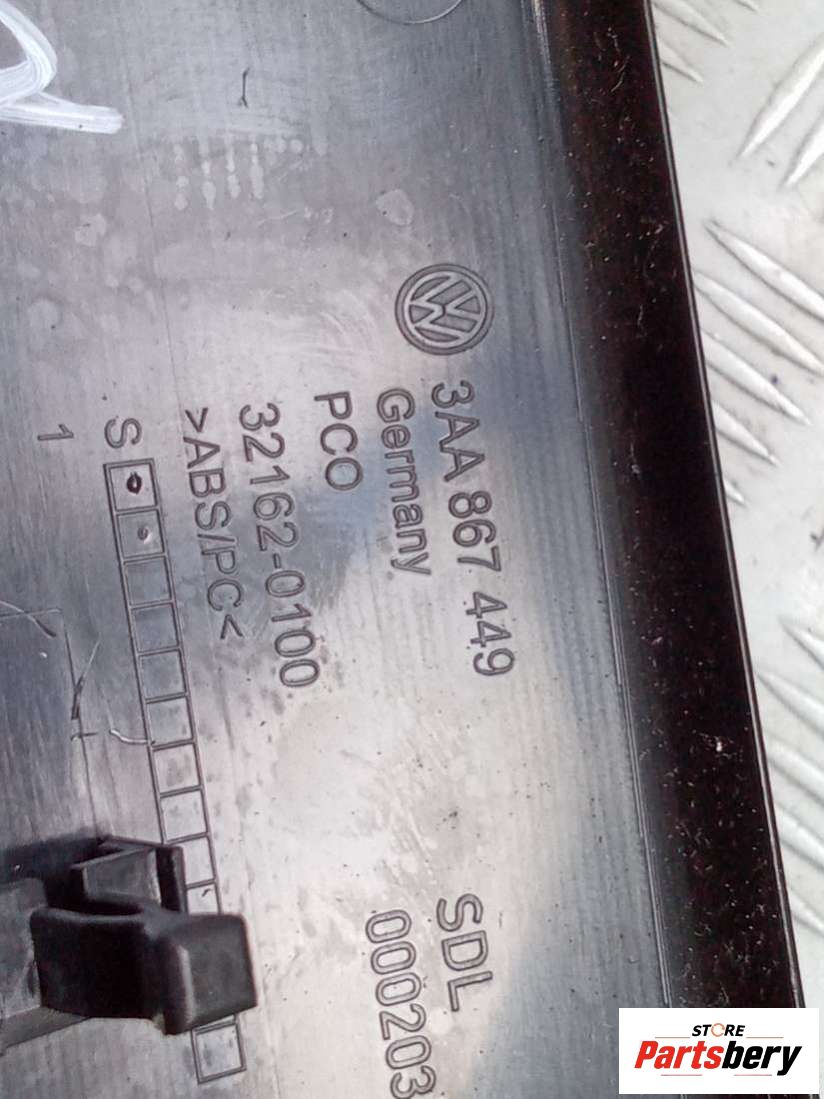 3AA 867 449
Germany
PCO
32162-0100
>ABS/PC<
S
1
SDL
000203
STORE
Partsbery